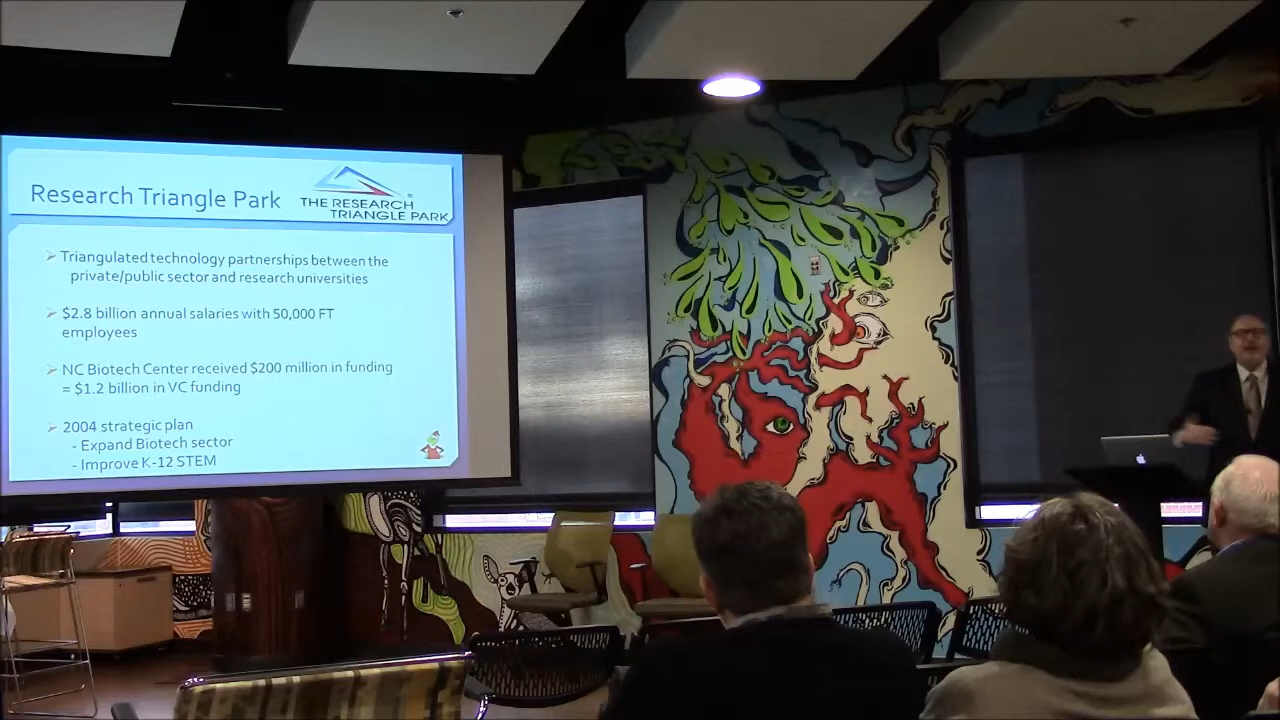 Research Triangle Park
THE RESEARCH
TRIANGLE PARK
®
➢ Triangulated technology partnerships between the
private/public sector and research universities
➢ $2.8 billion annual salaries with 50,000 FT
employees
➢ NC Biotech Center received $200 million in funding
= $1.2 billion in VC funding
➢ 2004 strategic plan
- Expand Biotech sector
- Improve K-12 STEM